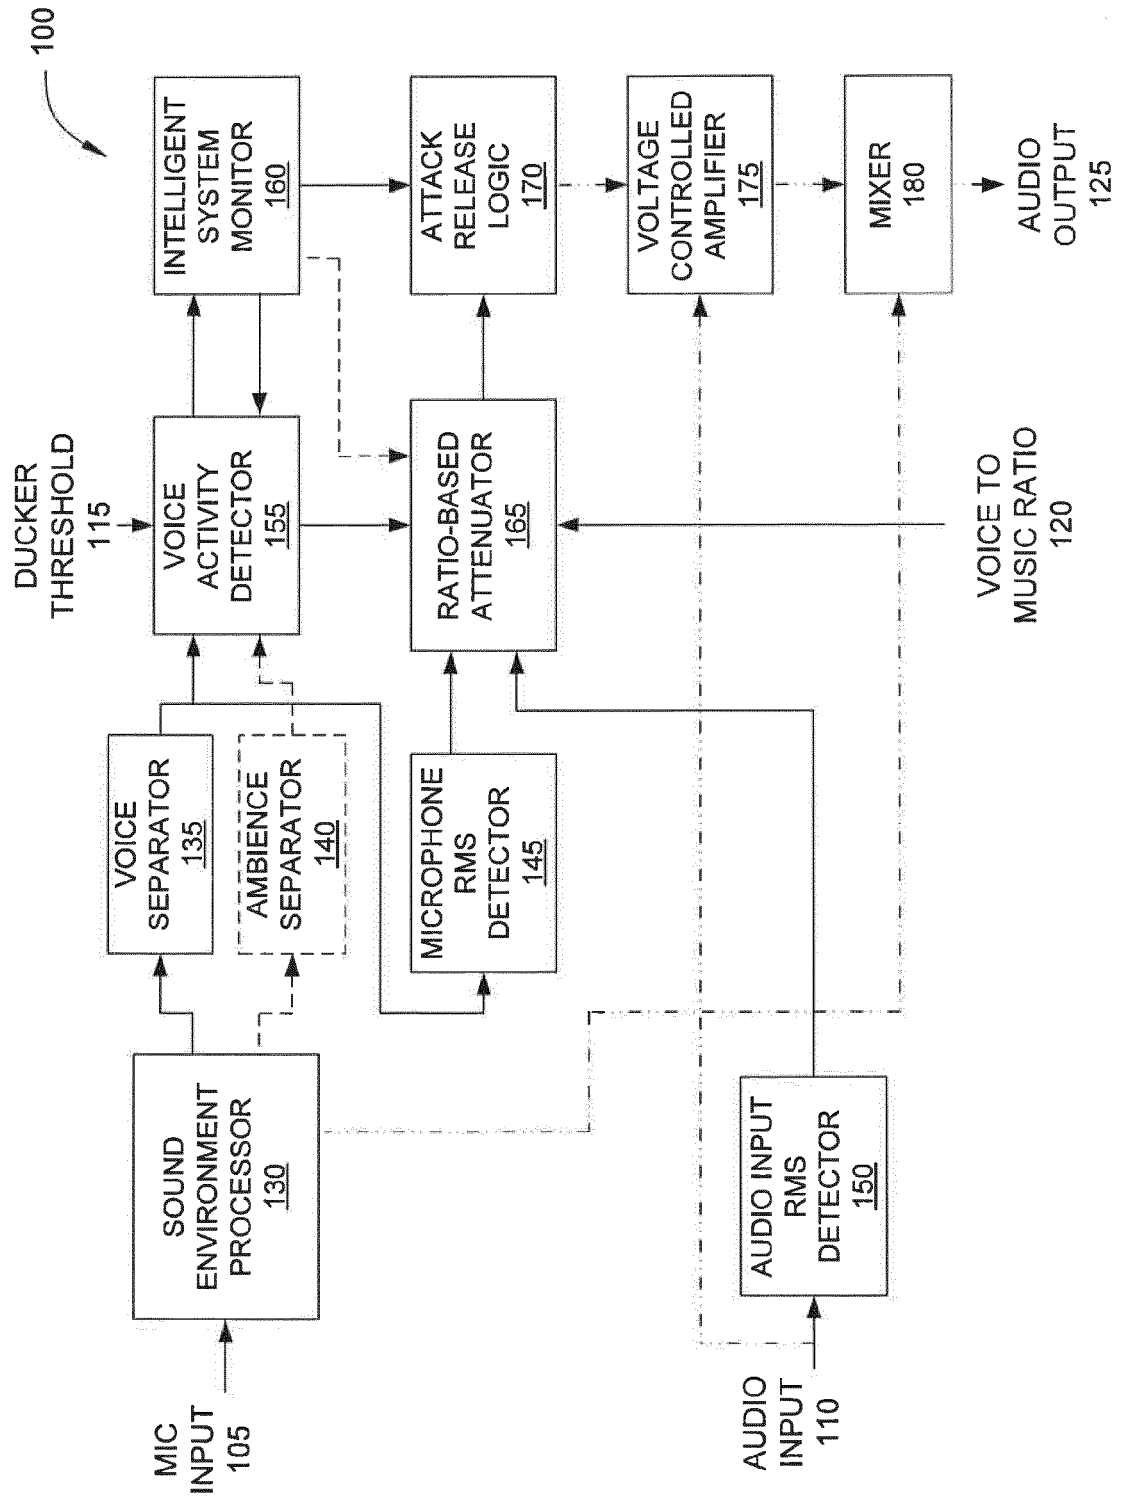 100
MIC
INPUT
105
SOUND
ENVIRONMENT
PROCESSOR
130
VOICE
SEPARATOR
135
AMBIENCE
SEPARATOR
140
DUCKER
THRESHOLD
115
VOICE
ACTIVITY
DETECTOR
155
INTELLIGENT
SYSTEM
MONITOR
160
MICROPHONE
RMS
DETECTOR
145
RATIO-BASED
ATTENUATOR
165
ATTACK
RELEASE
LOGIC
170
VOLTAGE
CONTROLLED
AMPLIFIER
175
AUDIO
INPUT
110
AUDIO INPUT
RMS
DETECTOR
150
MIXER
180
VOICE TO
MUSIC RATIO
120
AUDIO
OUTPUT
125